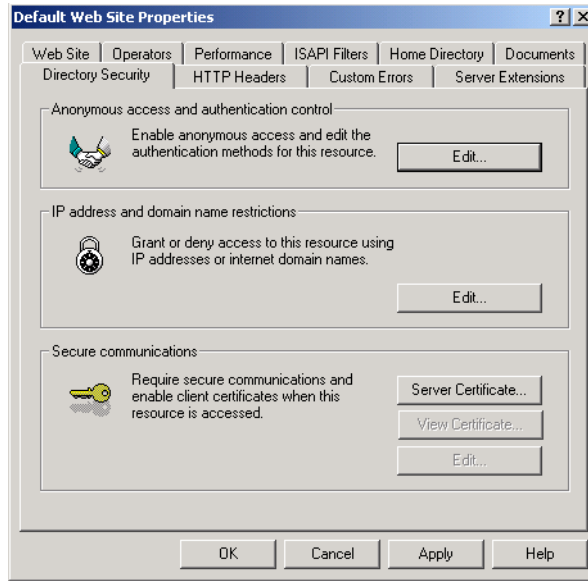 Default Web Site Properties
Web Site Operators Performance ISAPI Filters Home Directory Documents
Directory Security HTTP Headers Custom Errors Server Extensions
Anonymous access and authentication control
Enable anonymous access and edit the
authentication methods for this resource.
Edit...
IP address and domain name restrictions
Grant or deny access to this resource using
IP addresses or internet domain names.
Edit...
Secure communications
Require secure communications and
enable client certificates when this
resource is accessed.
Server Certificate...
View Certificate...
Edit...
OK Cancel Apply Help